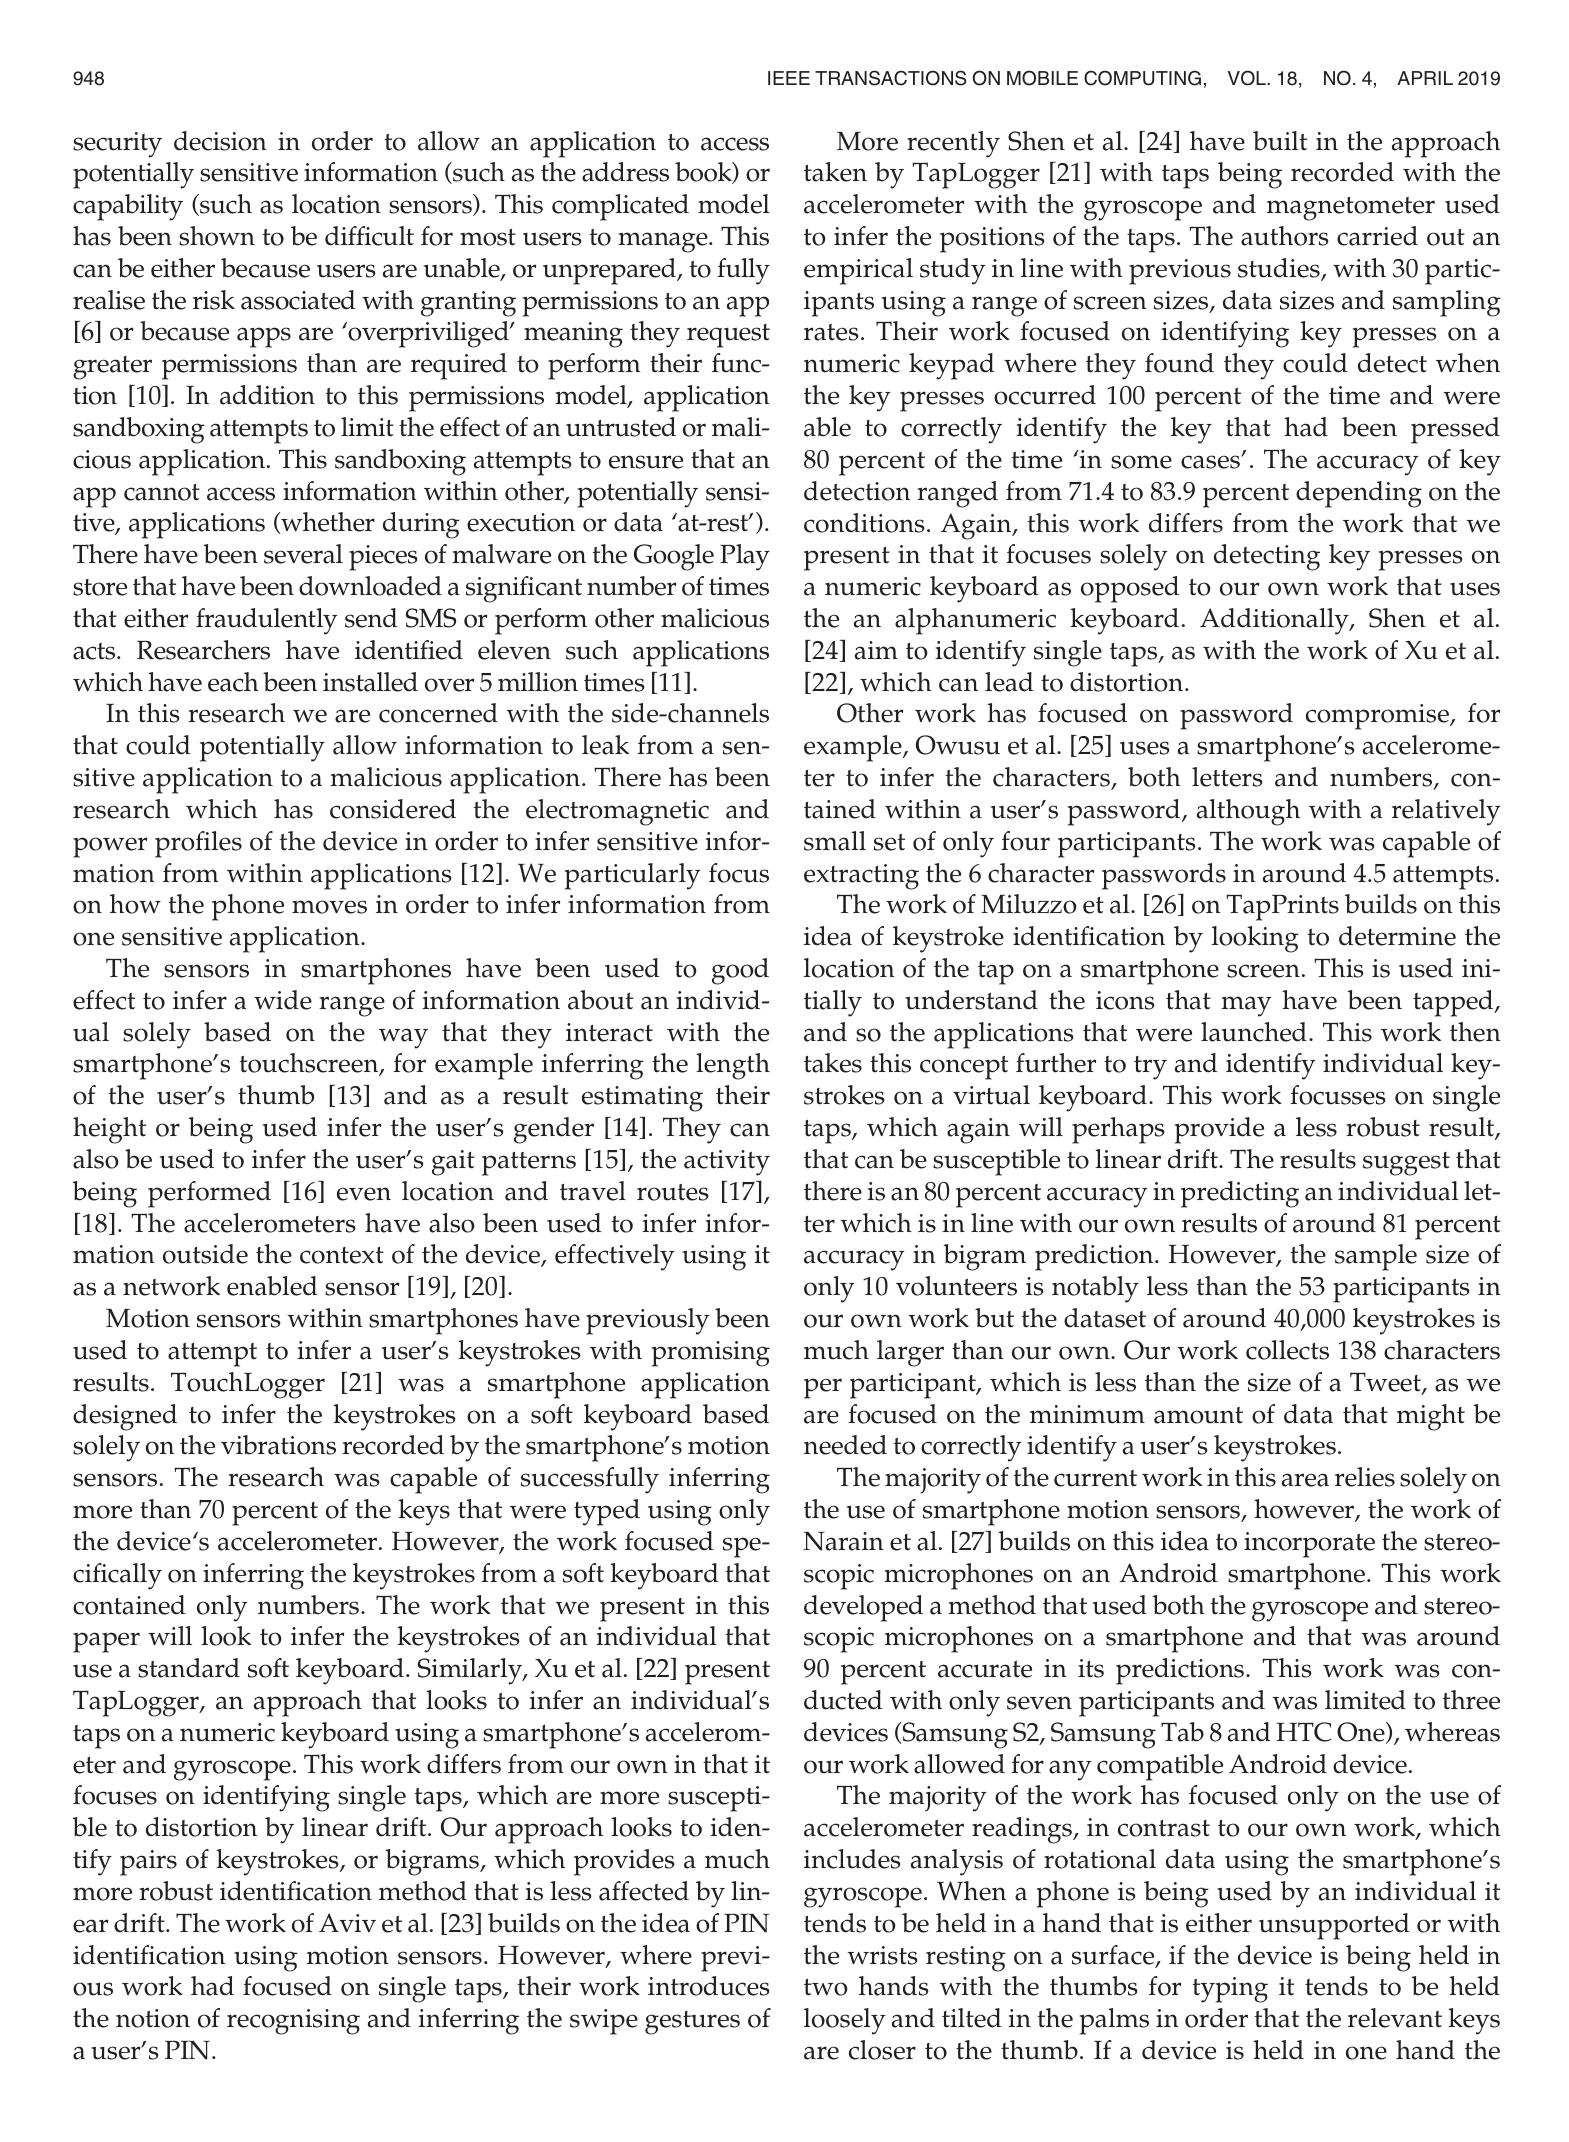 948
IEEE TRANSACTIONS ON MOBILE COMPUTING, VOL. 18, NO. 4, APRIL 2019
security decision in order to allow an application to access
potentially sensitive information (such as the address book) or
capability (such as location sensors). This complicated model
has been shown to be difficult for most users to manage. This
can be either because users are unable, or unprepared, to fully
realise the risk associated with granting permissions to an app
[6] or because apps are ‘overpriviliged’ meaning they request
greater permissions than are required to perform their func-
tion [10]. In addition to this permissions model, application
sandboxing attempts to limit the effect of an untrusted or mali-
cious application. This sandboxing attempts to ensure that an
app cannot access information within other, potentially sensi-
tive, applications (whether during execution or data ‘at-rest’).
There have been several pieces of malware on the Google Play
store that have been downloaded a significant number of times
that either fraudulently send SMS or perform other malicious
acts. Researchers have identified eleven such applications
which have each been installed over 5 million times [11].
In this research we are concerned with the side-channels
that could potentially allow information to leak from a sen-
sitive application to a malicious application. There has been
research which has considered the electromagnetic and
power profiles of the device in order to infer sensitive infor-
mation from within applications [12]. We particularly focus
on how the phone moves in order to infer information from
one sensitive application.
The sensors in smartphones have been used to good
effect to infer a wide range of information about an individ-
ual solely based on the way that they interact with the
smartphone’s touchscreen, for example inferring the length
of the user’s thumb [13] and as a result estimating their
height or being used infer the user’s gender [14]. They can
also be used to infer the user’s gait patterns [15], the activity
being performed [16] even location and travel routes [17],
[18]. The accelerometers have also been used to infer infor-
mation outside the context of the device, effectively using it
as a network enabled sensor [19], [20].
Motion sensors within smartphones have previously been
used to attempt to infer a user’s keystrokes with promising
results. TouchLogger [21] was a smartphone application
designed to infer the keystrokes on a soft keyboard based
solely on the vibrations recorded by the smartphone’s motion
sensors. The research was capable of successfully inferring
more than 70 percent of the keys that were typed using only
the device‘s accelerometer. However, the work focused spe-
cifically on inferring the keystrokes from a soft keyboard that
contained only numbers. The work that we present in this
paper will look to infer the keystrokes of an individual that
use a standard soft keyboard. Similarly, Xu et al. [22] present
TapLogger, an approach that looks to infer an individual’s
taps on a numeric keyboard using a smartphone’s accelerom-
eter and gyroscope. This work differs from our own in that it
focuses on identifying single taps, which are more suscepti-
ble to distortion by linear drift. Our approach looks to iden-
tify pairs of keystrokes, or bigrams, which provides a much
more robust identification method that is less affected by lin-
ear drift. The work of Aviv et al. [23] builds on the idea of PIN
identification using motion sensors. However, where previ-
ous work had focused on single taps, their work introduces
the notion of recognising and inferring the swipe gestures of
a user’s PIN.
More recently Shen et al. [24] have built in the approach
taken by TapLogger [21] with taps being recorded with the
accelerometer with the gyroscope and magnetometer used
to infer the positions of the taps. The authors carried out an
empirical study in line with previous studies, with 30 partic-
ipants using a range of screen sizes, data sizes and sampling
rates. Their work focused on identifying key presses on a
numeric keypad where they found they could detect when
the key presses occurred 100 percent of the time and were
able to correctly identify the key that had been pressed
80 percent of the time ‘in some cases’. The accuracy of key
detection ranged from 71.4 to 83.9 percent depending on the
conditions. Again, this work differs from the work that we
present in that it focuses solely on detecting key presses on
a numeric keyboard as opposed to our own work that uses
the an alphanumeric keyboard. Additionally, Shen et al.
[24] aim to identify single taps, as with the work of Xu et al.
[22], which can lead to distortion.
Other work has focused on password compromise, for
example, Owusu et al. [25] uses a smartphone’s accelerome-
ter to infer the characters, both letters and numbers, con-
tained within a user’s password, although with a relatively
small set of only four participants. The work was capable of
extracting the 6 character passwords in around 4.5 attempts.
The work of Miluzzo et al. [26] on TapPrints builds on this
idea of keystroke identification by looking to determine the
location of the tap on a smartphone screen. This is used ini-
tially to understand the icons that may have been tapped,
and so the applications that were launched. This work then
takes this concept further to try and identify individual key-
strokes on a virtual keyboard. This work focusses on single
taps, which again will perhaps provide a less robust result,
that can be susceptible to linear drift. The results suggest that
there is an 80 percent accuracy in predicting an individual let-
ter which is in line with our own results of around 81 percent
accuracy in bigram prediction. However, the sample size of
only 10 volunteers is notably less than the 53 participants in
our own work but the dataset of around 40,000 keystrokes is
much larger than our own. Our work collects 138 characters
per participant, which is less than the size of a Tweet, as we
are focused on the minimum amount of data that might be
needed to correctly identify a user’s keystrokes.
The majority of the current work in this area relies solely on
the use of smartphone motion sensors, however, the work of
Narain et al. [27] builds on this idea to incorporate the stereo-
scopic microphones on an Android smartphone. This work
developed a method that used both the gyroscope and stereo-
scopic microphones on a smartphone and that was around
90 percent accurate in its predictions. This work was con-
ducted with only seven participants and was limited to three
devices (Samsung S2, Samsung Tab 8 and HTC One), whereas
our work allowed for any compatible Android device.
The majority of the work has focused only on the use of
accelerometer readings, in contrast to our own work, which
includes analysis of rotational data using the smartphone’s
gyroscope. When a phone is being used by an individual it
tends to be held in a hand that is either unsupported or with
the wrists resting on a surface, if the device is being held in
two hands with the thumbs for typing it tends to be held
loosely and tilted in the palms in order that the relevant keys
are closer to the thumb. If a device is held in one hand the